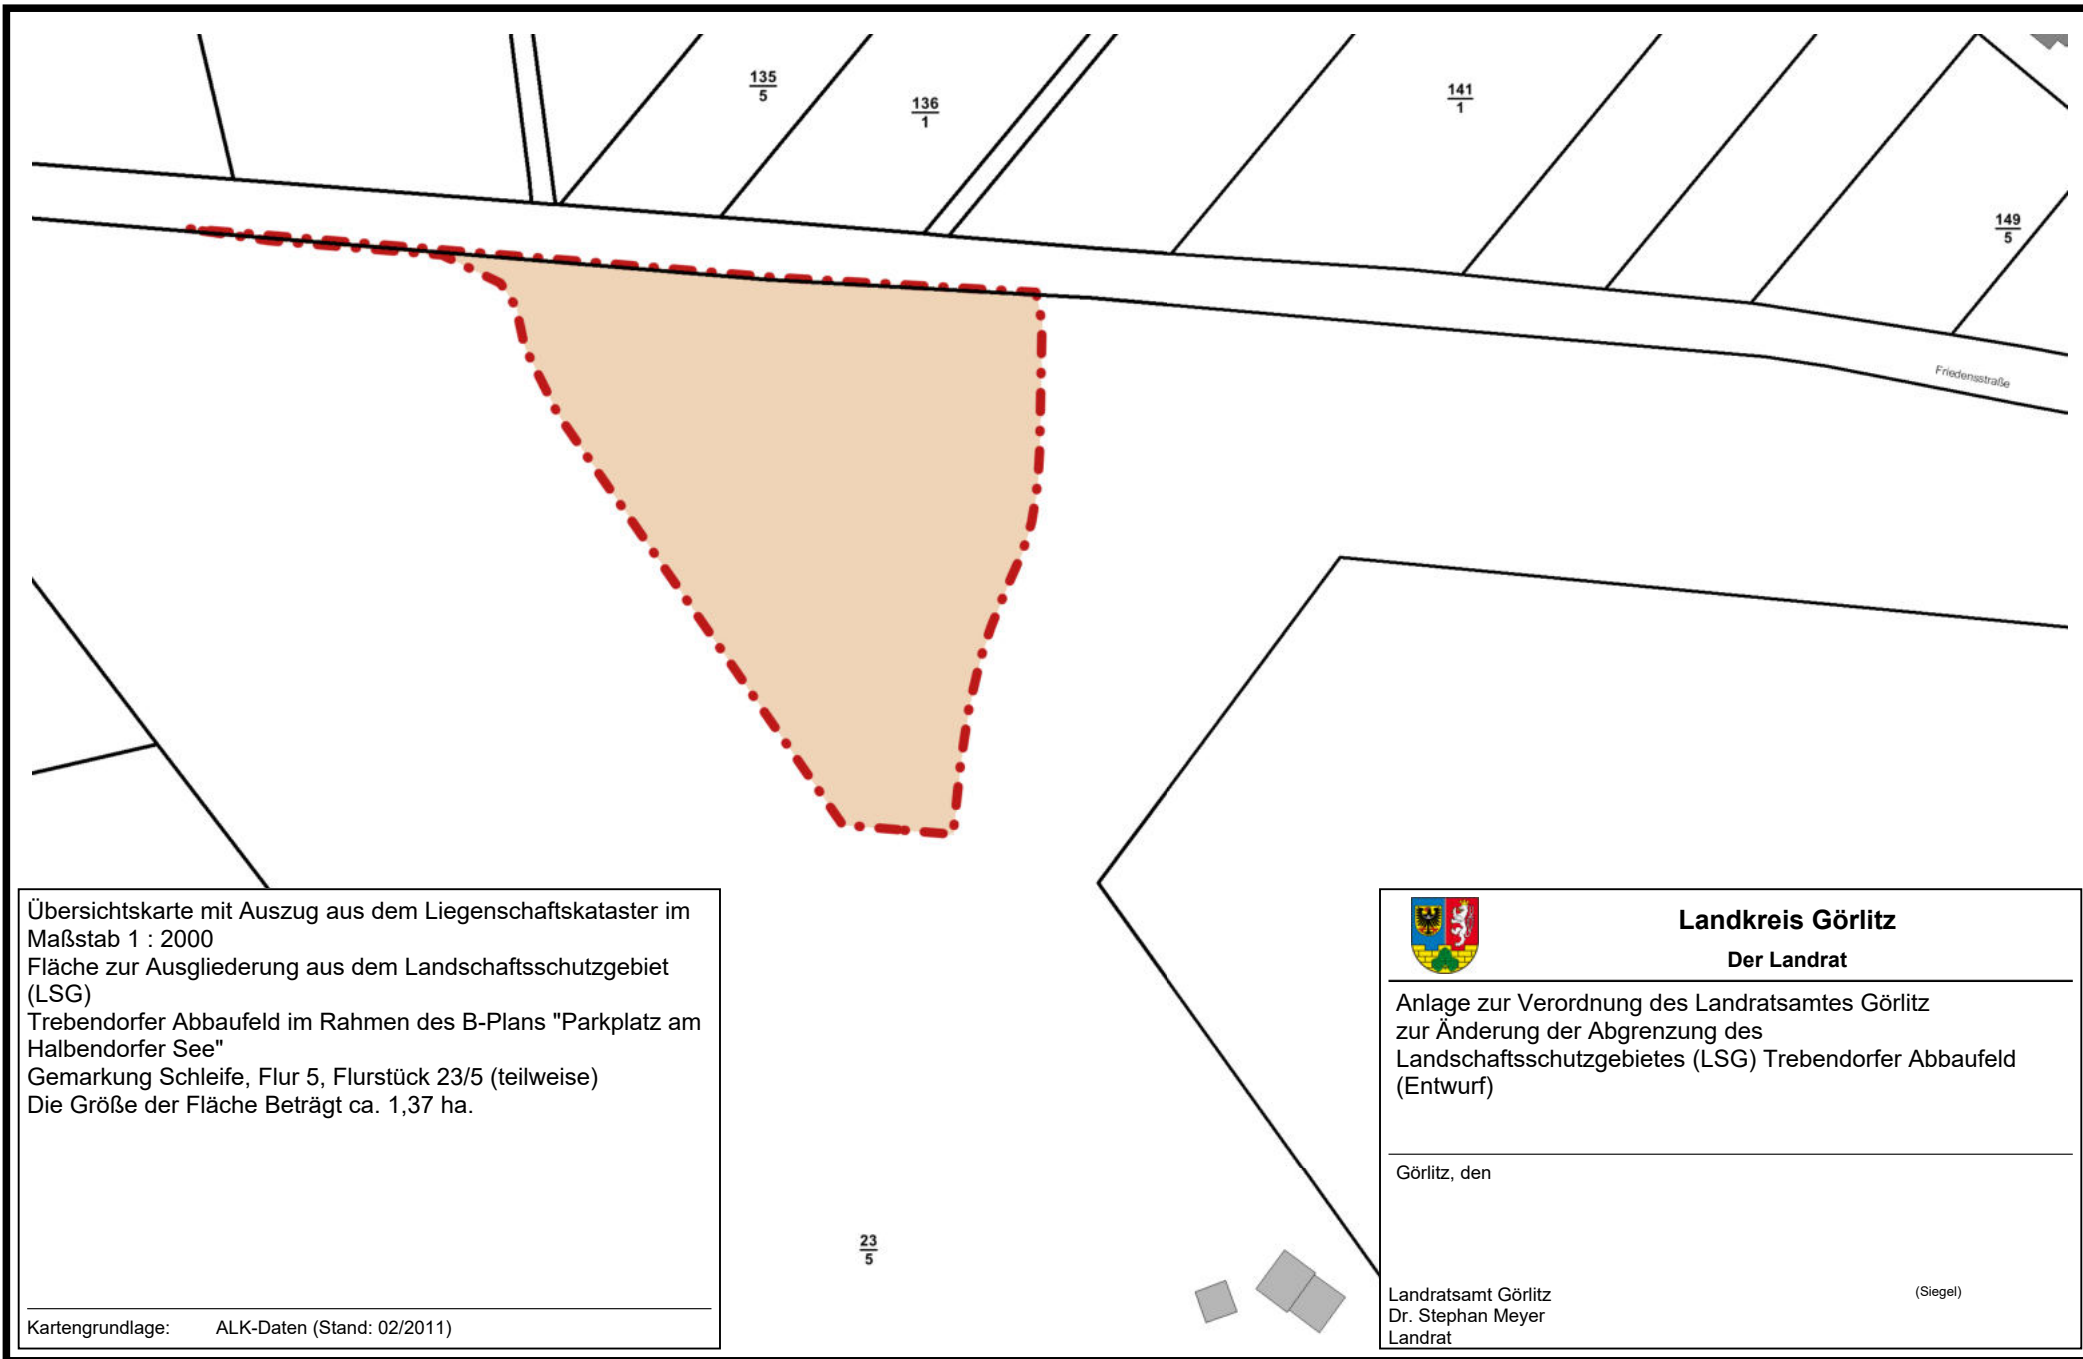 135
5
136
1
141
1
149
5
Friedensstraße
Übersichtskarte mit Auszug aus dem Liegenschaftskataster im
Maßstab 1 : 2000
Fläche zur Ausgliederung aus dem Landschaftsschutzgebiet
(LSG)
Trebendorfer Abbaufeld im Rahmen des B-Plans "Parkplatz am
Halbendorfer See"
Gemarkung Schleife, Flur 5, Flurstück 23/5 (teilweise)
Die Größe der Fläche Beträgt ca. 1,37 ha.
Kartengrundlage: ALK-Daten (Stand: 02/2011)
23
5
Landkreis Görlitz
Der Landrat
Anlage zur Verordnung des Landratsamtes Görlitz
zur Änderung der Abgrenzung des
Landschaftsschutzgebietes (LSG) Trebendorfer Abbaufeld
(Entwurf)
Görlitz, den
Landratsamt Görlitz (Siegel)
Dr. Stephan Meyer
Landrat